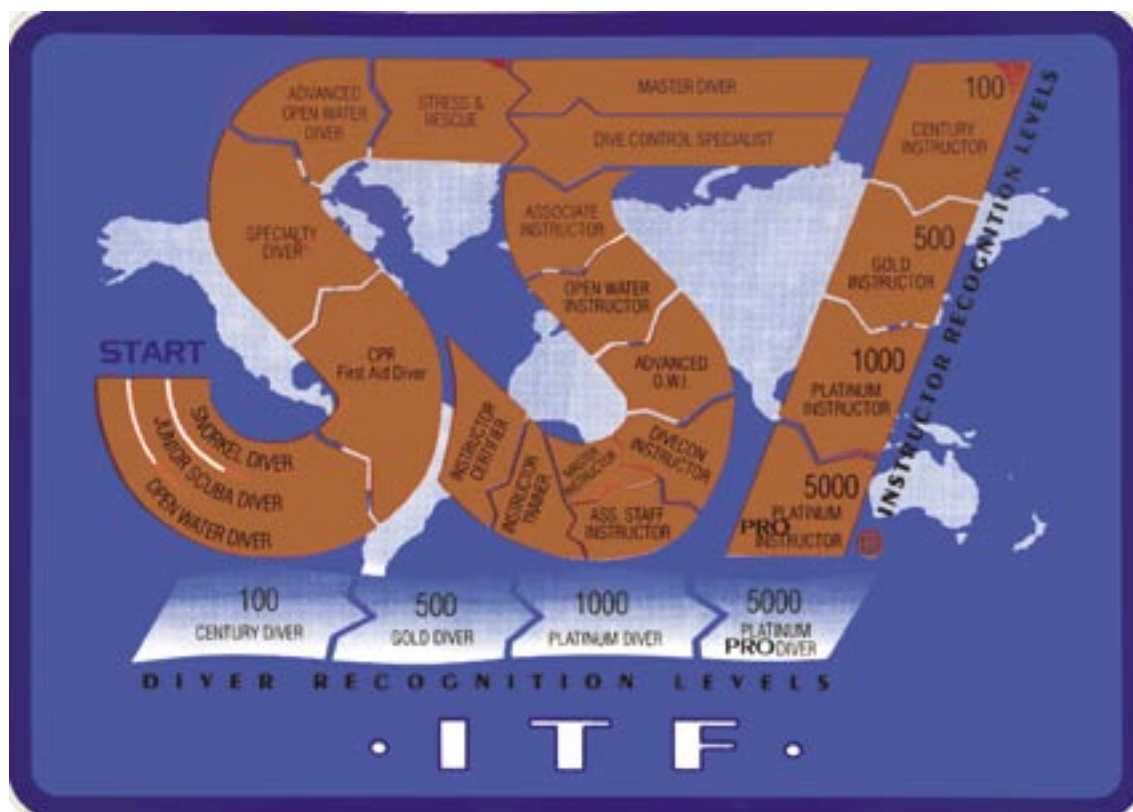 ADVANCED
OPEN WATER
DIVER
STRESS &
RESCUE
MASTER DIVER
DIVE CONTROL SPECIALIST
100
CENTURY
INSTRUCTOR
SPECIALTY
DIVER
ASSOCIATE
INSTRUCTOR
500
GOLD
INSTRUCTOR
OPEN WATER
INSTRUCTOR
START
CPR
First Aid Diver
ADVANCED
O.W.I.
1000
PLATINUM
INSTRUCTOR
SNORKEL DIVER
JUNIOR SCUBA DIVER
OPEN WATER DIVER
INSTRUCTOR
CERTIFIER
INSTRUCTOR
TRAINER
MASTER
INSTRUCTOR
DIVECON
INSTRUCTOR
ASS. STAFF
INSTRUCTOR
5000
PLATINUM
PRO
INSTRUCTOR
INSTRUCTOR RECOGNITION LEVELS
100
CENTURY DIVER
500
GOLD DIVER
1000
PLATINUM DIVER
5000
PLATINUM
PRO DIVER
DIVER RECOGNITION LEVELS
· ITF ·
SSI